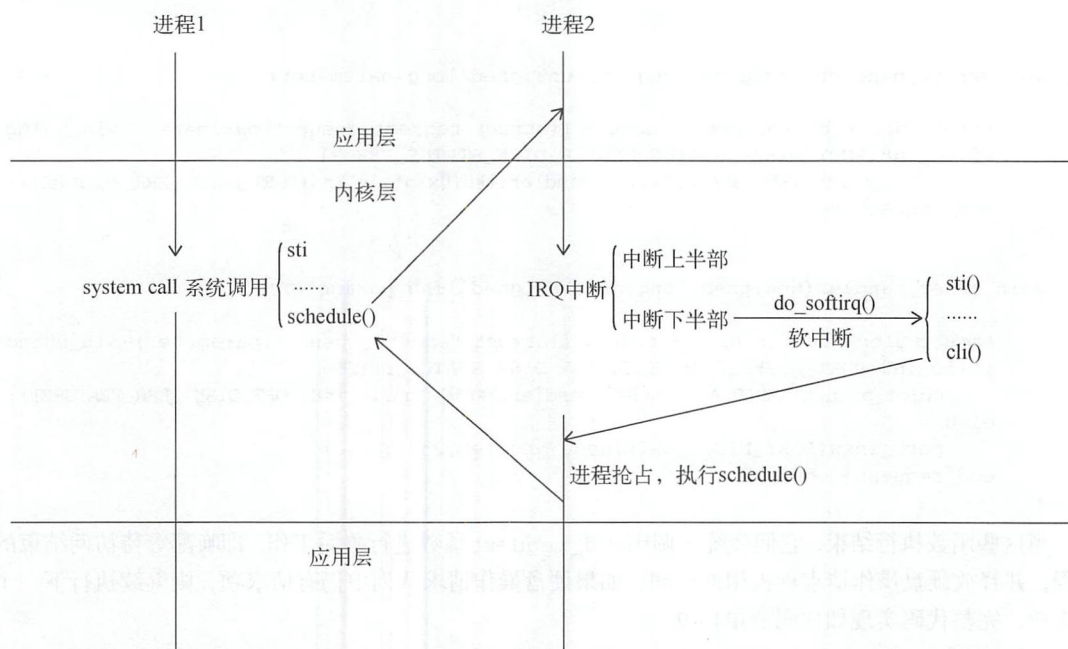 进程1
进程2
应用层
内核层
system call 系统调用
sti
……
schedule()
IRQ中断
中断上半部
中断下半部
do_softirq()
软中断
sti()
……
cli()
进程抢占，执行schedule()
应用层